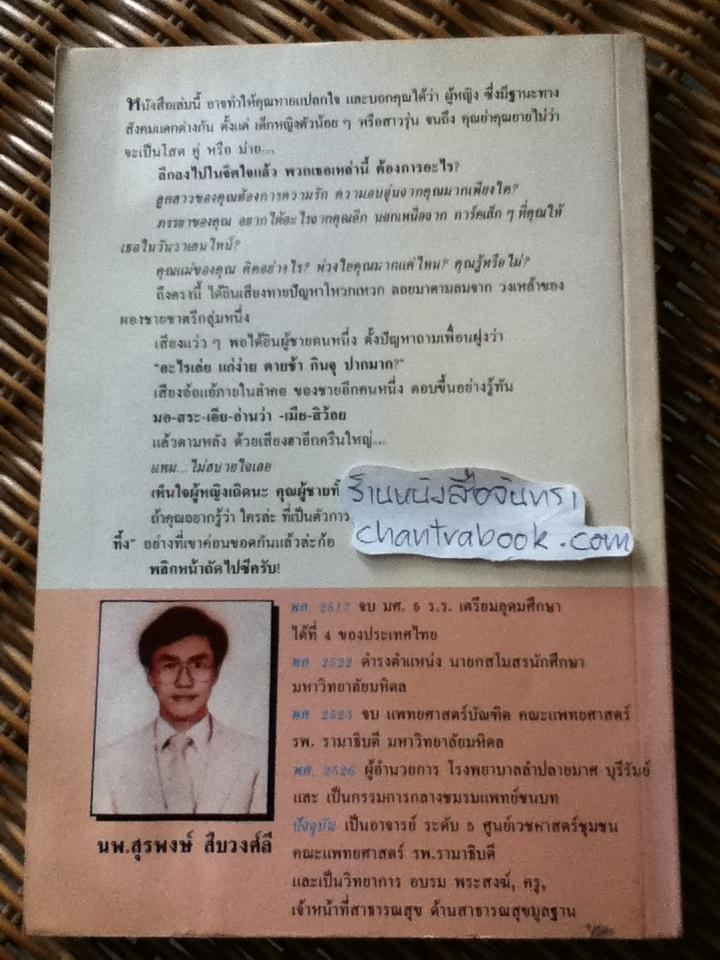 หนังสือเล่มนี้ อาจทำให้คุณหายแปลกใจ และบอกคุณได้ว่า ผู้หญิง ซึ่งมีฐานะทาง
สังคมแตกต่างกัน ตั้งแต่ เด็กหญิงตัวน้อย ๆ หรือสาวรุ่น จนถึง คุณย่าคุณยายไม่ว่า
จะเป็นโสด คู่ หรือ ม่าย...
ลึกลงไปในจิตใจแล้ว พวกเธอเหล่านี้ ต้องการอะไร?
ลูกสาวของคุณต้องการความรัก ความอบอุ่นจากคุณมากเพียงใด?
ภรรยาของคุณ อยากได้อะไรจากคุณอีก นอกเหนือจาก การ์ดเล็ก ๆ ที่คุณให้
เธอในวันวาเลนไทน์?
คุณแม่ของคุณ คิดอย่างไร? ห่วงใยคุณมากแค่ไหน? คุณรู้หรือไม่?
ถึงตรงนี้ ได้ยินเสียงทายปัญหาโหวกเหวก ลอยมาตามลมจาก วงเหล้าของ
ผองชายชาตรีกลุ่มหนึ่ง
เสียงแว่ว ๆ พอได้ยินผู้ชายคนหนึ่ง ตั้งปัญหาถามเพื่อนฝูงว่า
"อะไรเอ่ย แก่ง่าย ตายช้า กินจุ ปากมาก?"
เสียงอ้อแอ้ภายในลำคอ ของชายอีกคนหนึ่ง ตอบขึ้นอย่างรู้ทัน
มอ-สระ-เอีย-อ่านว่า -เมีย-สิว้อย
แล้วตามหลัง ด้วยเสียงฮาอีกครืนใหญ่...
แหม... ไม่สบายใจเลย
เห็นใจผู้หญิงเถิดนะ คุณผู้ชายทั้
ถ้าคุณอยากรู้ว่า ใครล่ะ ที่เป็นตัวการ
ทึ้ง" อย่างที่เขาค่อนขอดกันแล้วล่ะก้อ
พลิกหน้าถัดไปซีครับ!
ร้านหนังสือจันทรา
chantrabook.com
พศ. 2517 จบ มศ. 5 ร.ร. เตรียมอุดมศึกษา
ได้ที่ 4 ของประเทศไทย
พศ 2522 ดำรงตำแหน่ง นายกสโมสรนักศึกษา
มหาวิทยาลัยมหิดล
พศ 2525 จบ แพทยศาสตร์บัณฑิต คณะแพทยศาสตร์
รพ. รามาธิบดี มหาวิทยาลัยมหิดล
พศ. 2526 ผู้อำนวยการ โรงพยาบาลลำปลายมาศ บุรีรัมย์
และ เป็นกรรมการกลางชมรมแพทย์ชนบท
ปัจจุบัน เป็นอาจารย์ ระดับ 5 ศูนย์เวชศาสตร์ชุมชน
คณะแพทยศาสตร์ รพ.รามาธิบดี
และเป็นวิทยาการ อบรม พระสงฆ์, ครู,
เจ้าหน้าที่สาธารณสุข ด้านสาธารณสุขมูลฐาน
นพ.สุรพงษ์ สืบวงศ์ลี